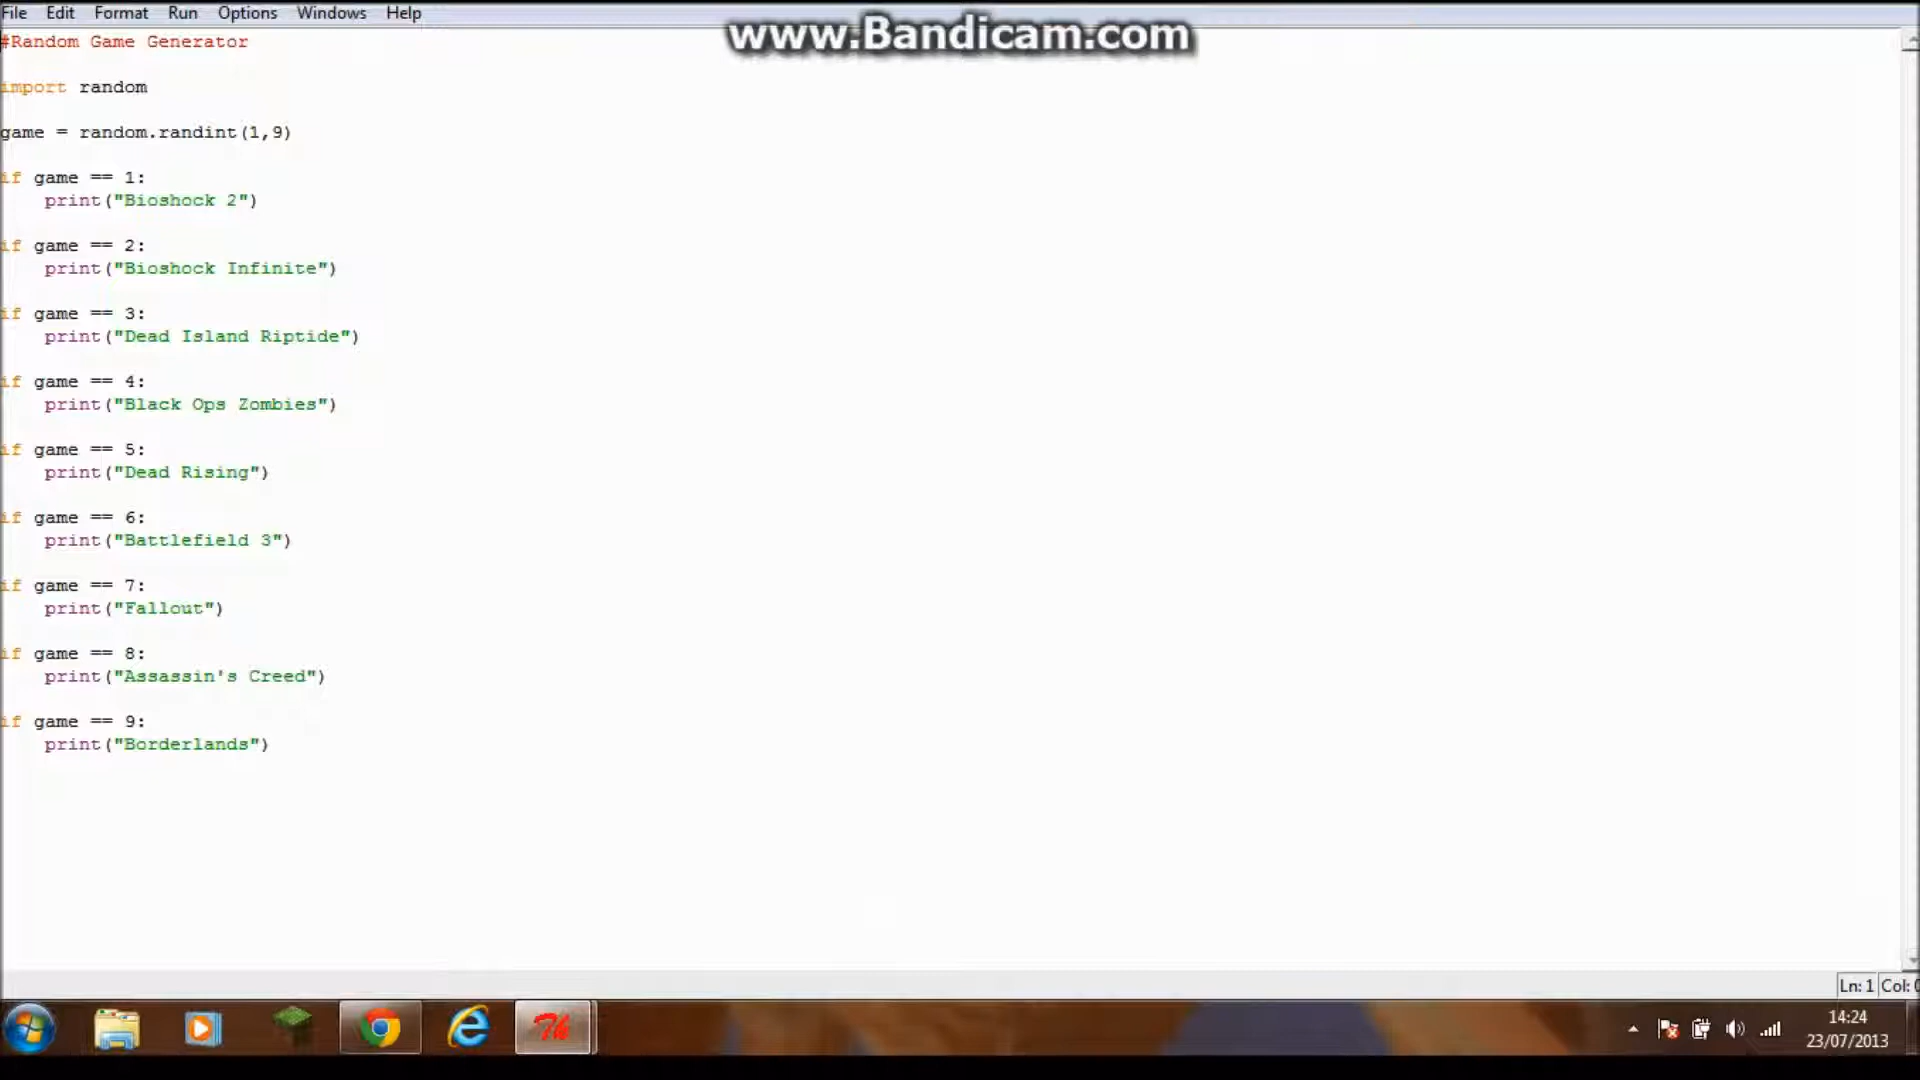 File Edit Format Run Options Windows Help
www.Bandicam.com
#Random Game Generator
import random
game = random.randint(1,9)
if game == 1:
print("Bioshock 2")
if game == 2:
print("Bioshock Infinite")
if game == 3:
print("Dead Island Riptide")
if game == 4:
print("Black Ops Zombies")
if game == 5:
print("Dead Rising")
if game == 6:
print("Battlefield 3")
if game == 7:
print("Fallout")
if game == 8:
print("Assassin's Creed")
if game == 9:
print("Borderlands")
Ln: 1 Col: 0
14:24
23/07/2013